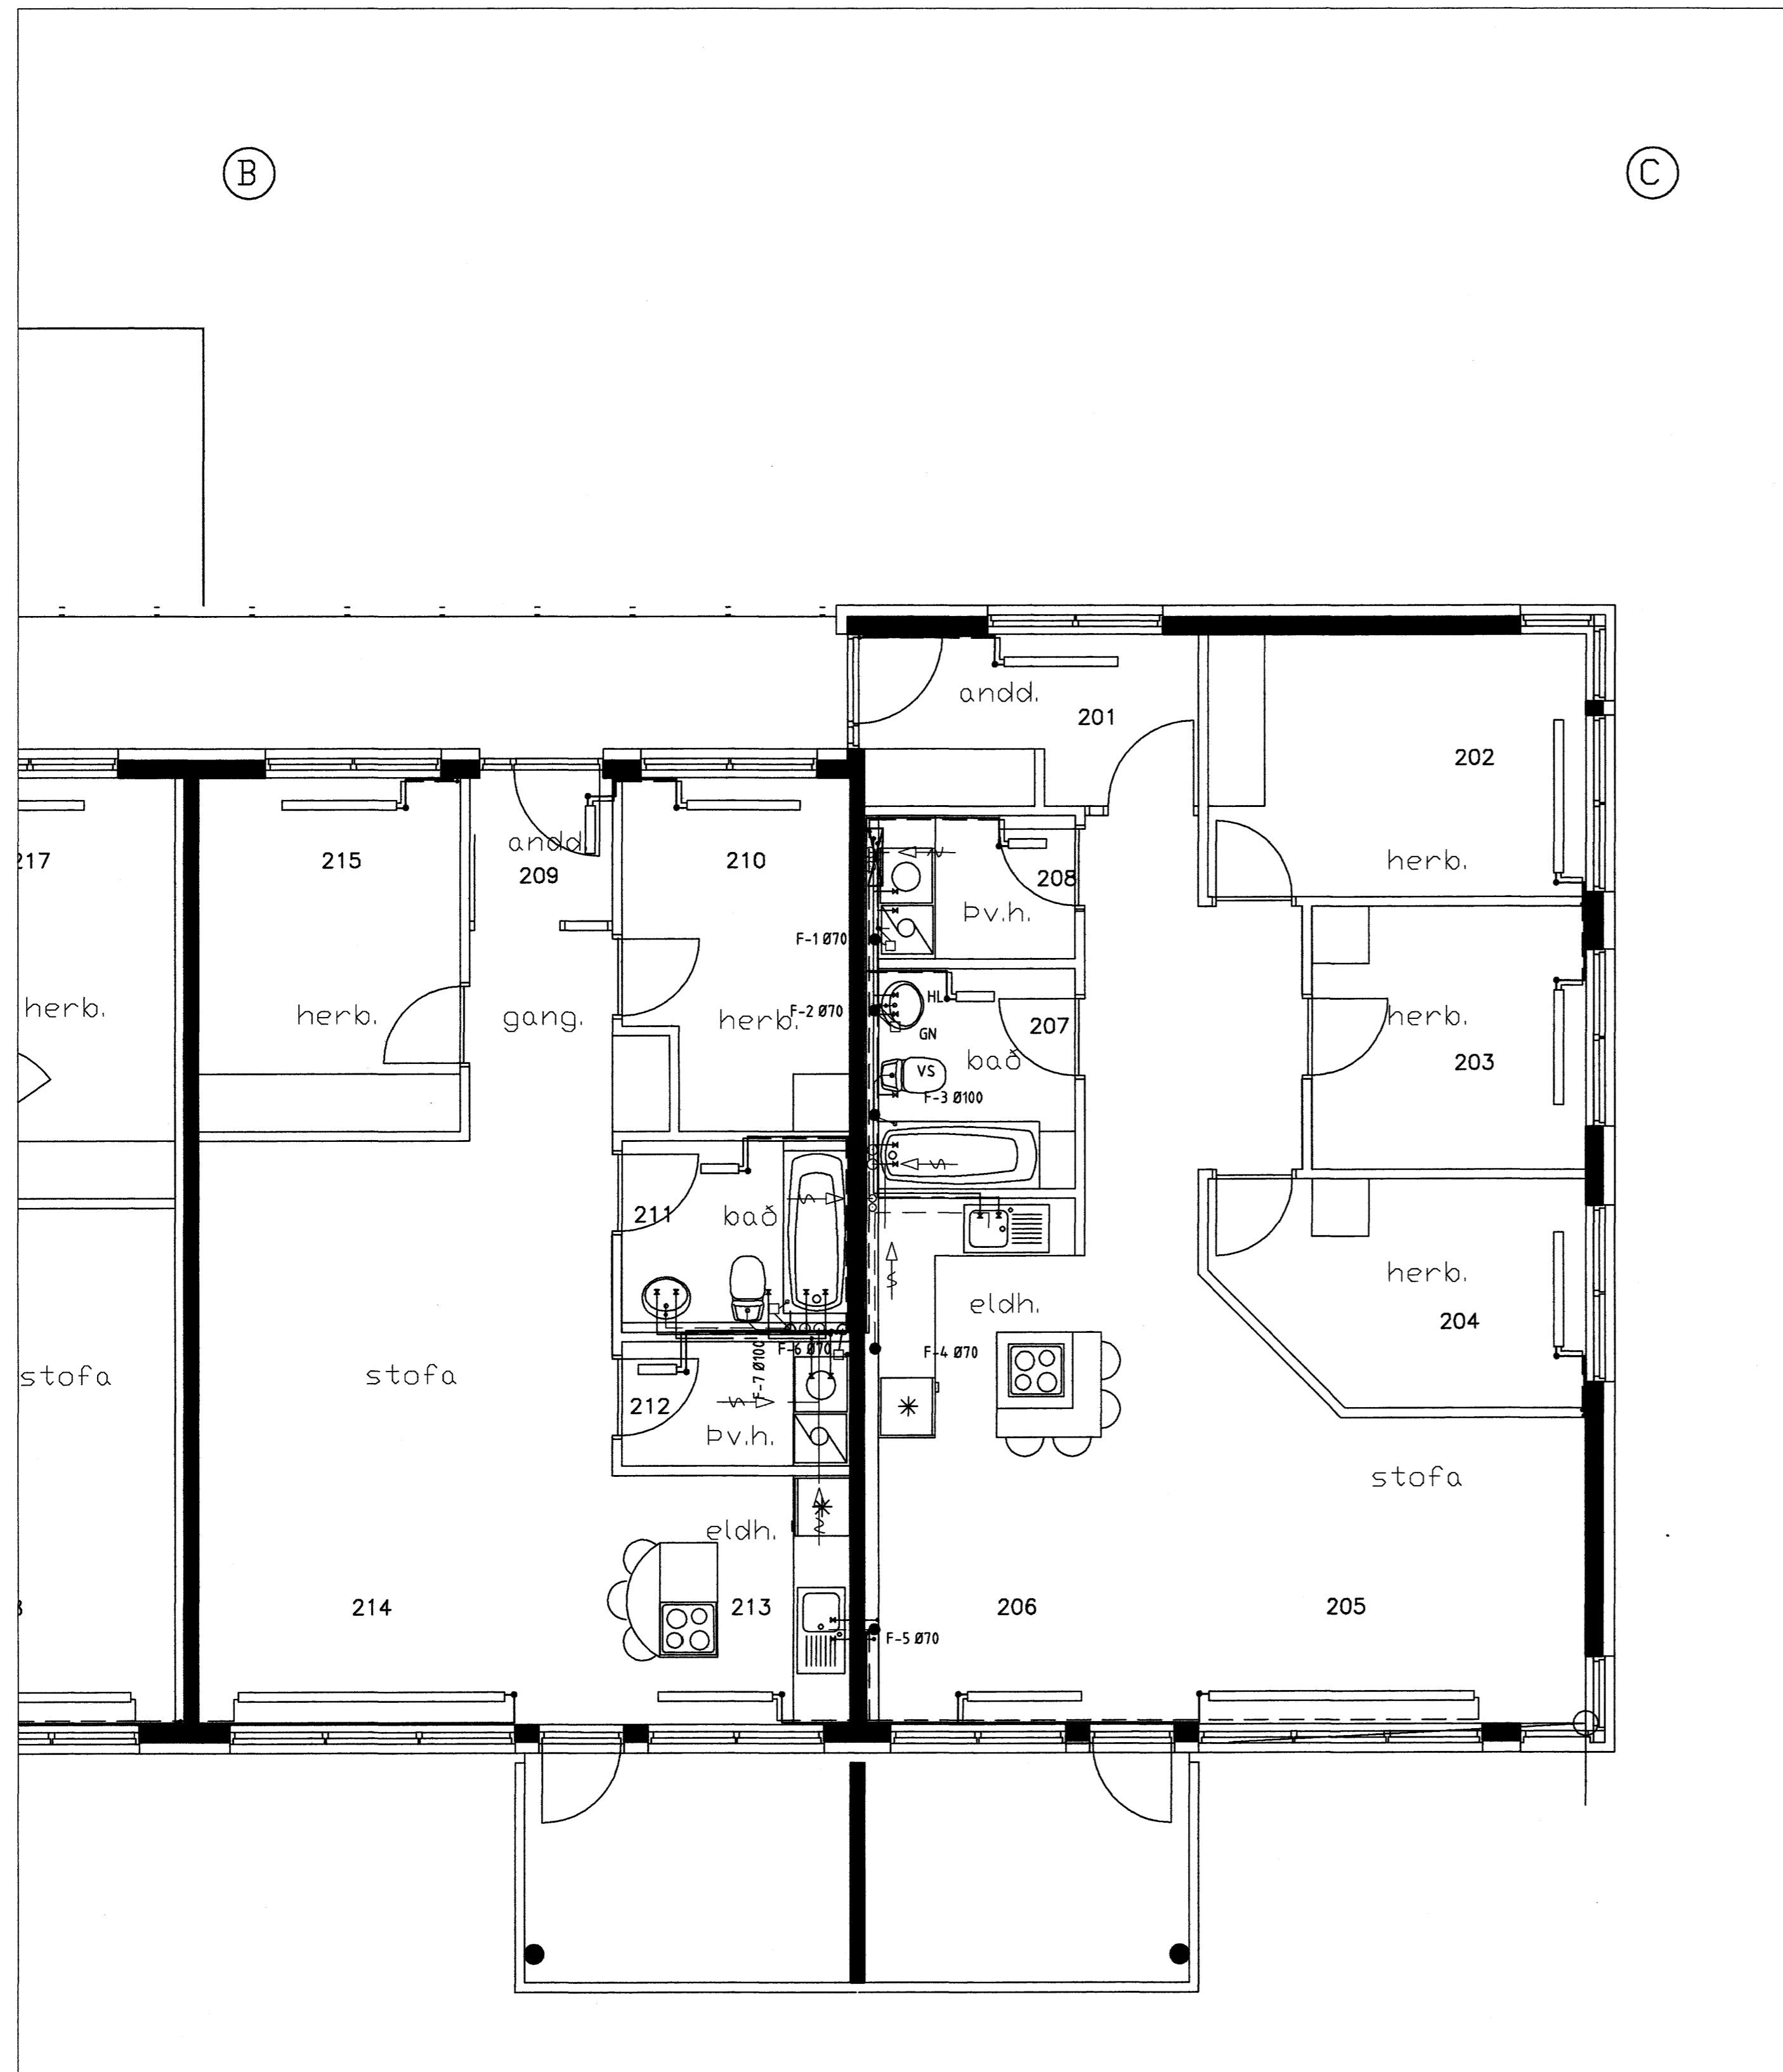 B
C
andd.
201
202
217
215
andd.
209
210
herb.
208
Þv.h.
F-1 Ø70
HL
herb.
herb.
gang.
herb.
F-2 Ø70
GN
207
herb.
bað
VS
203
F-3 Ø100
211
bað
herb.
eldh.
204
F-6 Ø70
F-4 Ø70
F-7 Ø100
stofa
stofa
212
Þv.h.
stofa
eldh.
214
213
206
205
F-5 Ø70